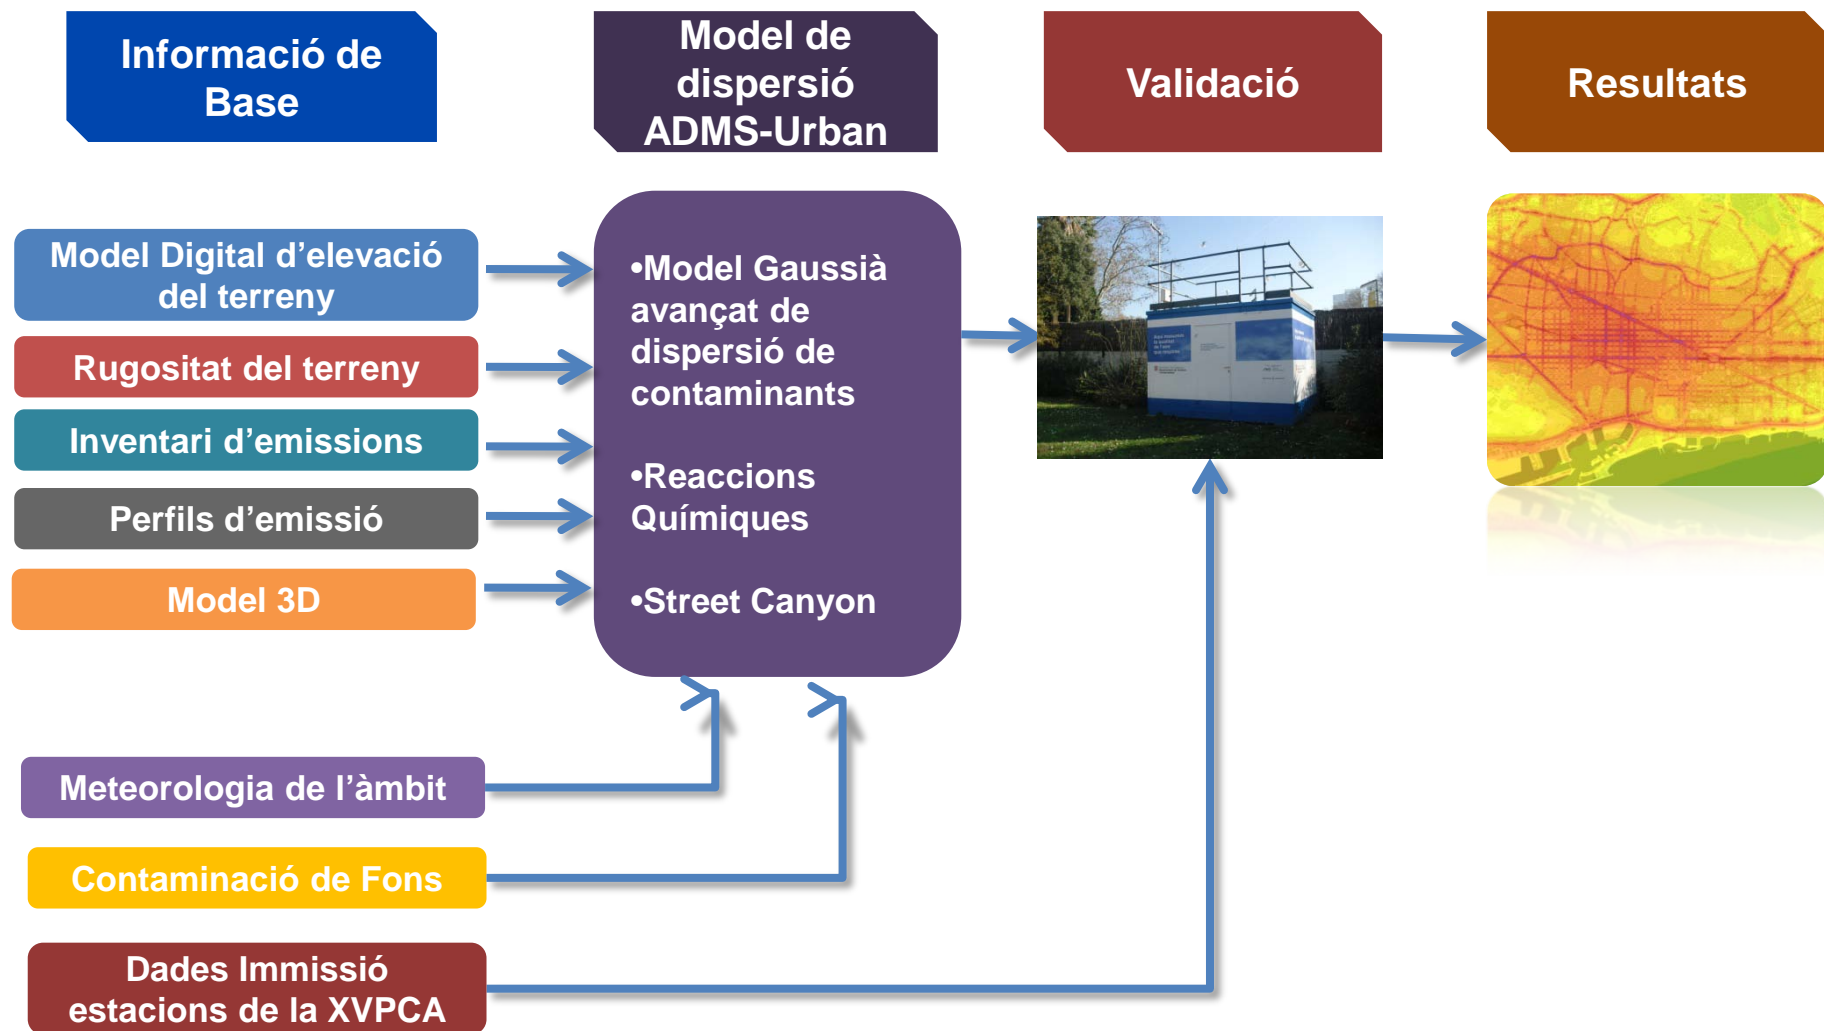 Informació de
Base
Model de
dispersió
ADMS-Urban
Validació
Resultats
Model Digital d’elevació
del terreny
Rugositat del terreny
Inventari d’emissions
Perfils d’emissió
Model 3D
•Model Gaussià
avançat de
dispersió de
contaminants
•Reaccions
Químiques
•Street Canyon
Meteorologia de l’àmbit
Contaminació de Fons
Dades Immissió
estacions de la XVPCA